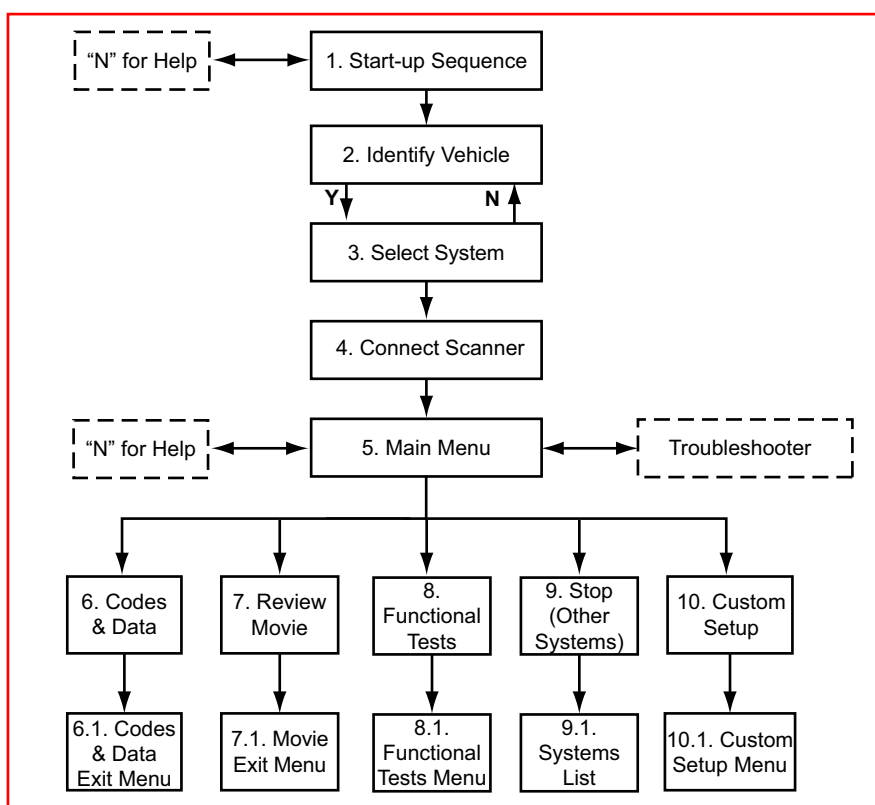 “N” for Help
1. Start-up Sequence
2. Identify Vehicle
Y
N
3. Select System
4. Connect Scanner
“N” for Help
5. Main Menu
Troubleshooter
6. Codes
& Data
7. Review
Movie
8.
Functional
Tests
9. Stop
(Other
Systems)
10. Custom
Setup
6.1. Codes
& Data
Exit Menu
7.1. Movie
Exit Menu
8.1.
Functional
Tests Menu
9.1.
Systems
List
10.1. Custom
Setup Menu